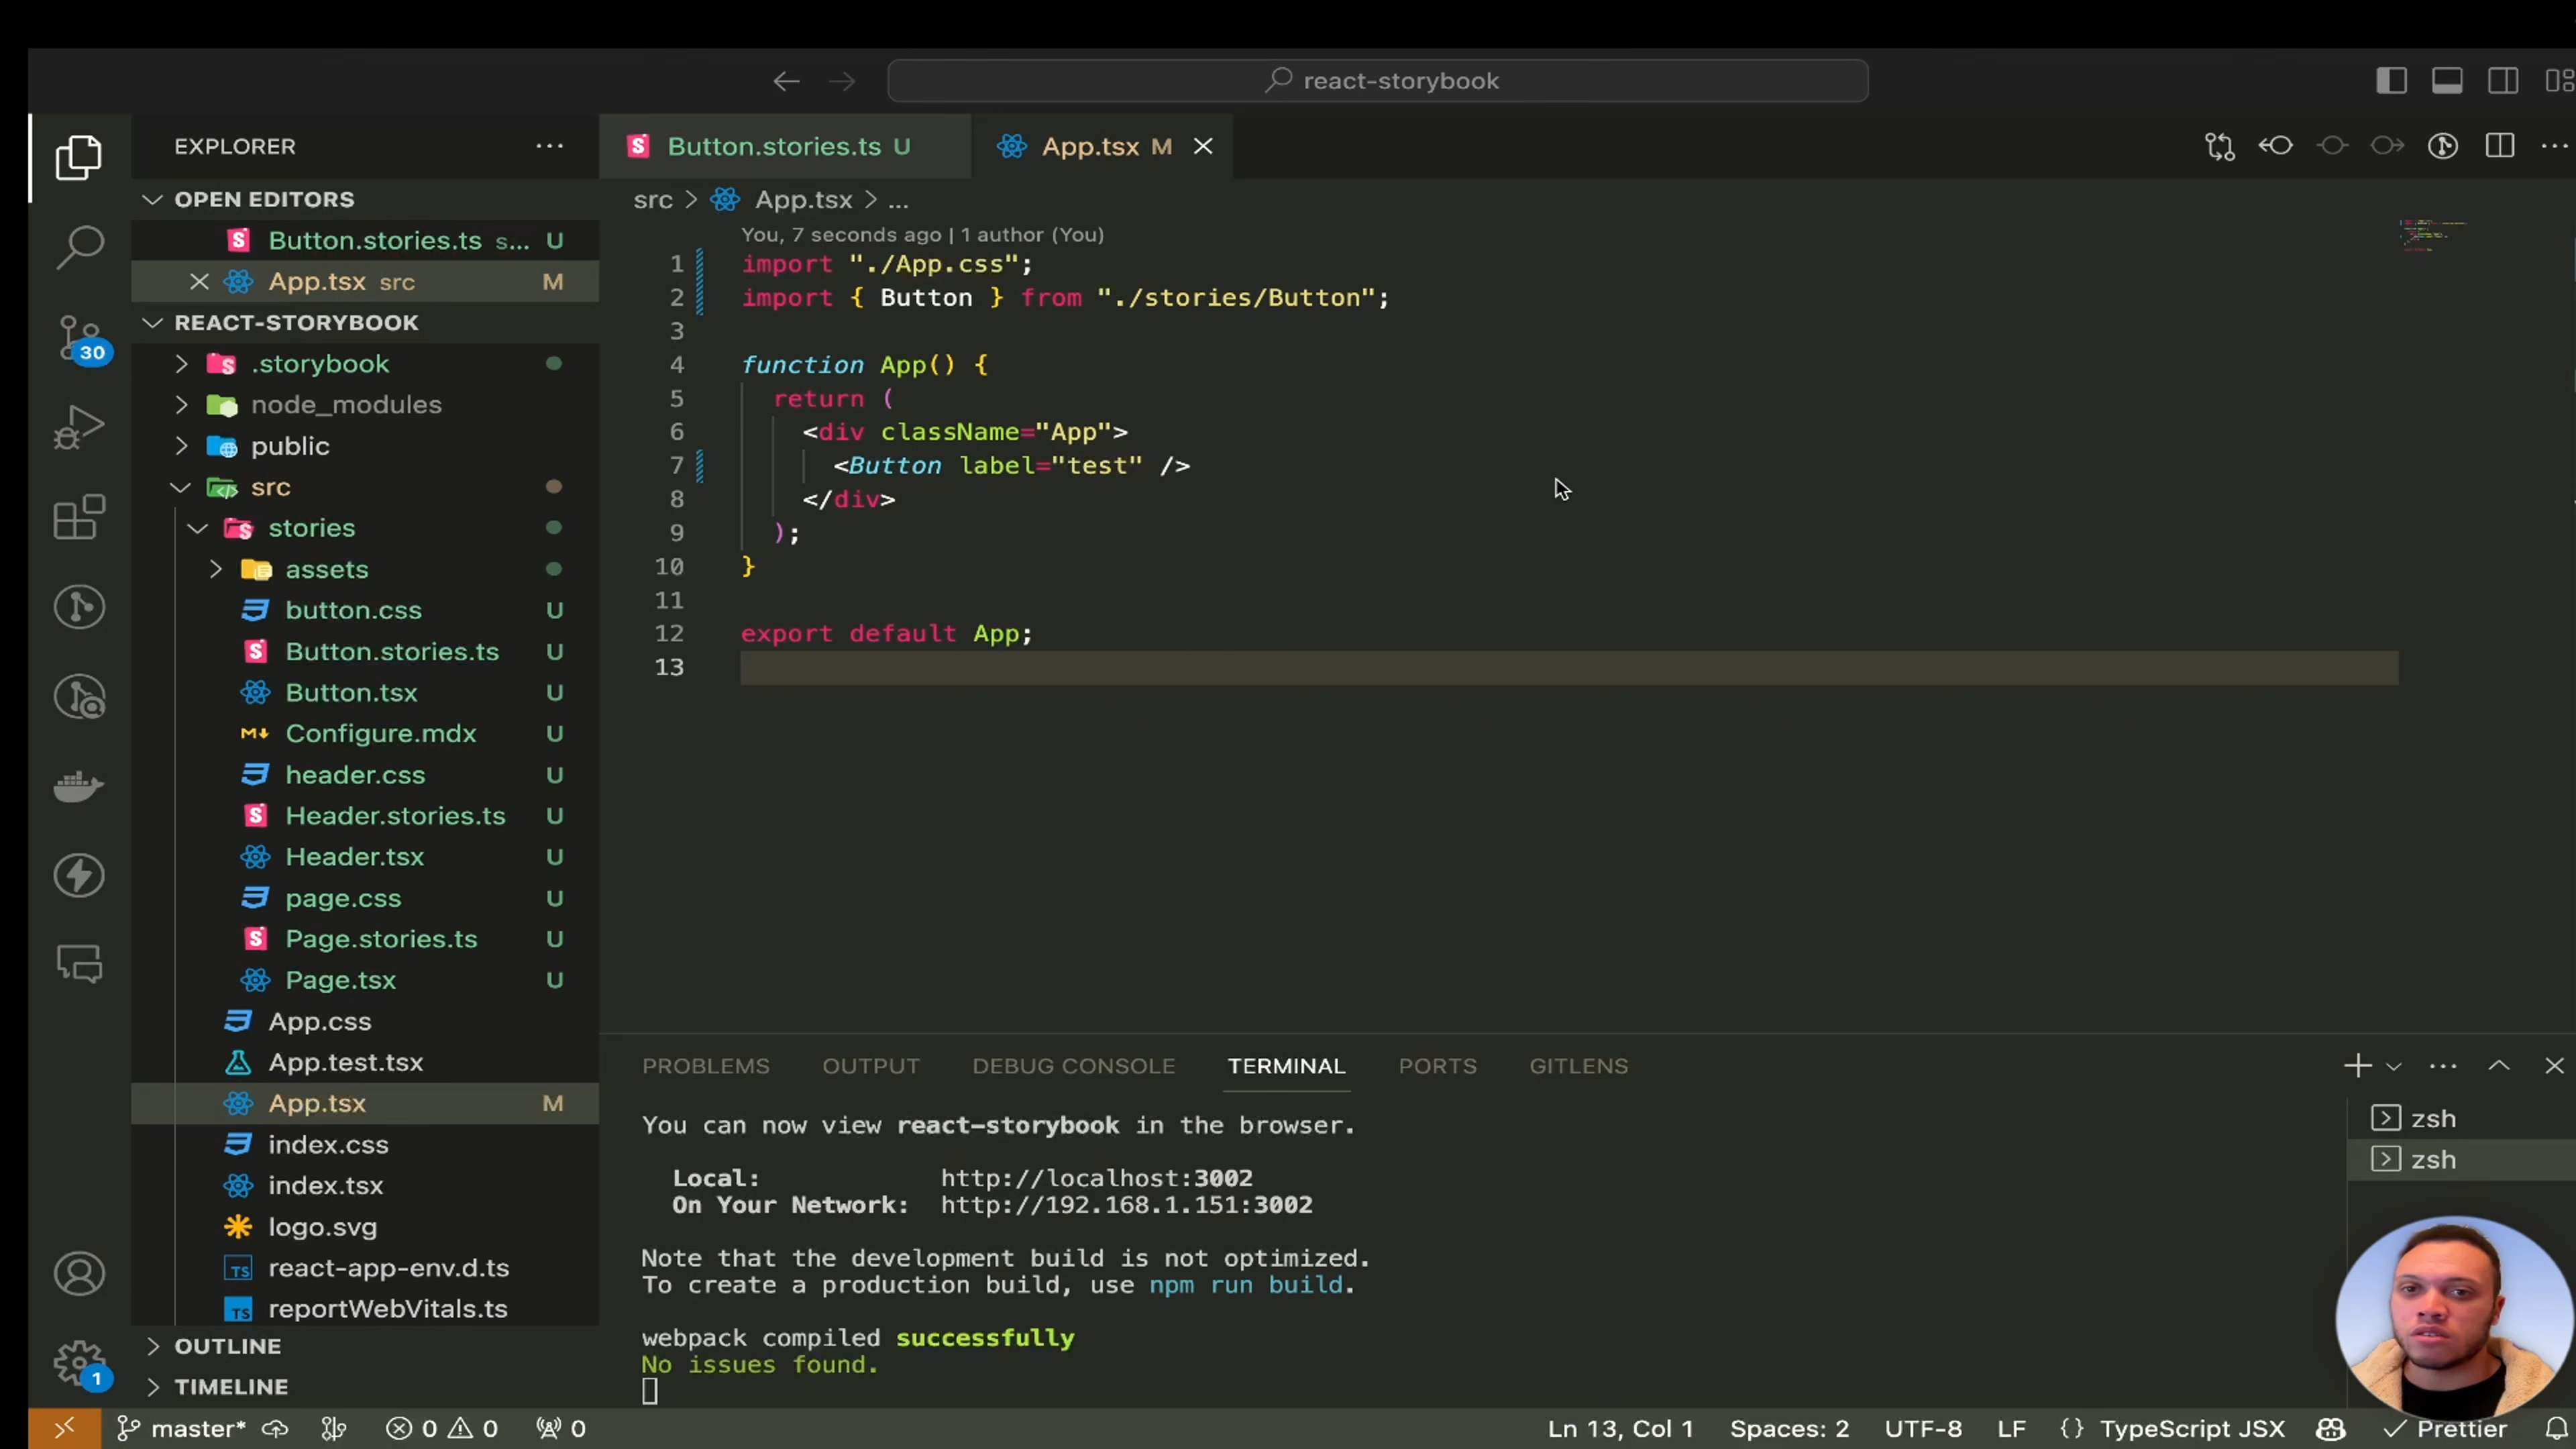 react-storybook
EXPLORER
Button.stories.ts U
App.tsx M
OPEN EDITORS
Button.stories.ts s... U
App.tsx src M
REACT-STORYBOOK
.storybook
node_modules
public
src
stories
assets
button.css U
Button.stories.ts U
Button.tsx U
Configure.mdx U
header.css U
Header.stories.ts U
Header.tsx U
page.css U
Page.stories.ts U
Page.tsx U
App.css
App.test.tsx
App.tsx M
index.css
index.tsx
logo.svg
react-app-env.d.ts
reportWebVitals.ts
OUTLINE
TIMELINE
30
1
src > App.tsx > ...
You, 7 seconds ago | 1 author (You)
1 import "./App.css";
2 import { Button } from "./stories/Button";
3
4 function App() {
5 return (
6 <div className="App">
7 <Button label="test" />
8 </div>
9 );
10 }
11
12 export default App;
13
PROBLEMS OUTPUT DEBUG CONSOLE TERMINAL PORTS GITLENS
You can now view react-storybook in the browser.
Local: http://localhost:3002
On Your Network: http://192.168.1.151:3002
Note that the development build is not optimized.
To create a production build, use npm run build.
webpack compiled successfully
No issues found.
zsh
zsh
master* 0 0 0 Ln 13, Col 1 Spaces: 2 UTF-8 LF {} TypeScript JSX Prettier